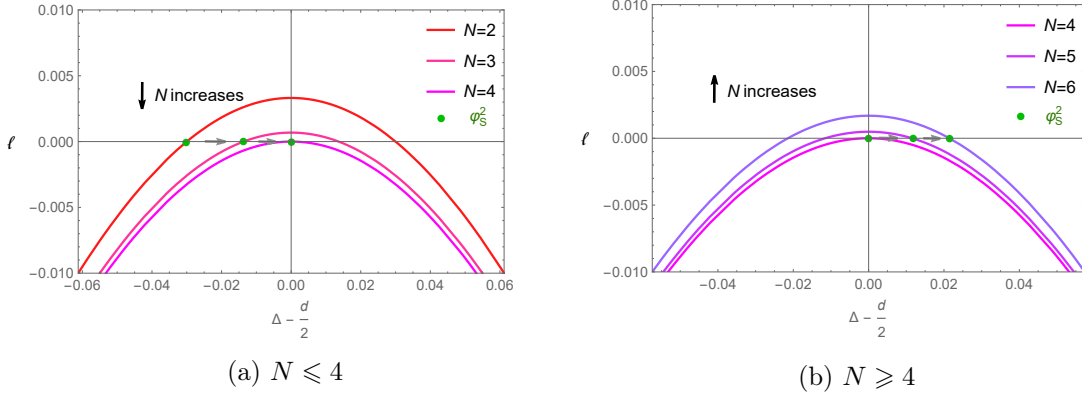 0.010
0.005
0.000
−0.005
−0.010
ℓ
−0.06 −0.04 −0.02 0.00 0.02 0.04 0.06
Δ − d/2
N increases
N=2
N=3
N=4
φ_S^2
(a) N ⩽ 4
0.010
0.005
0.000
−0.005
−0.010
ℓ
−0.04 −0.02 0.00 0.02 0.04
Δ − d/2
N increases
N=4
N=5
N=6
φ_S^2
(b) N ⩾ 4